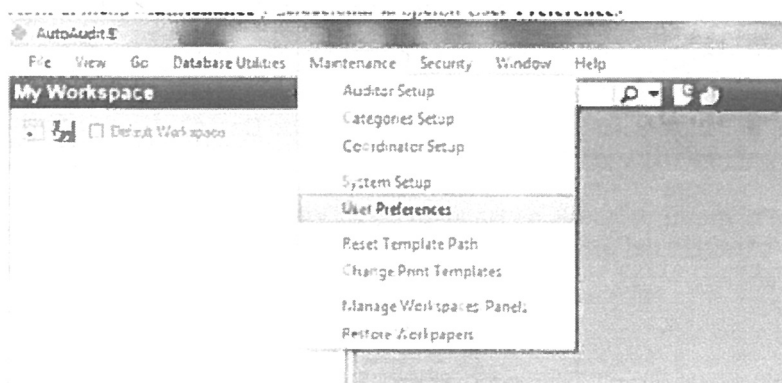 AutoAudit
File View Go Database Utilities Maintenance Security Window Help
My Workspace
Default Workspace
Auditor Setup
Categories Setup
Coordinator Setup
System Setup
User Preferences
Reset Template Path
Change Print Templates
Manage Workspaces Panels
Restore Workpapers